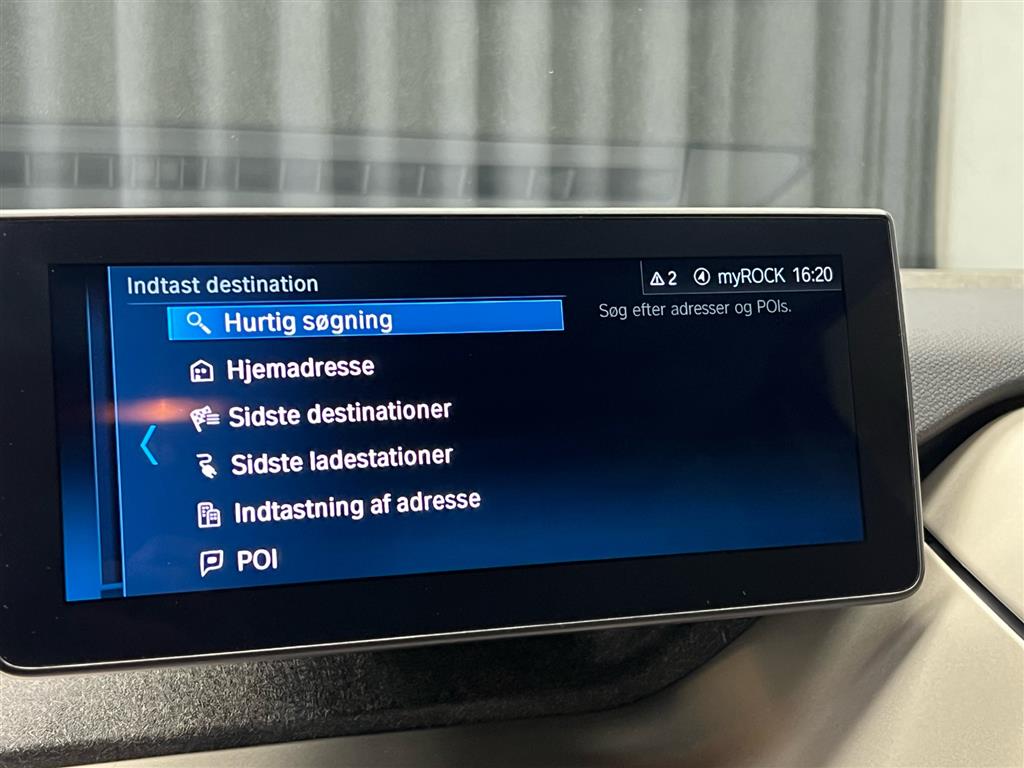 Indtast destination
2 myROCK 16:20
Hurtig søgning
Søg efter adresser og POIs.
Hjemadresse
Sidste destinationer
Sidste ladestationer
Indtastning af adresse
POI